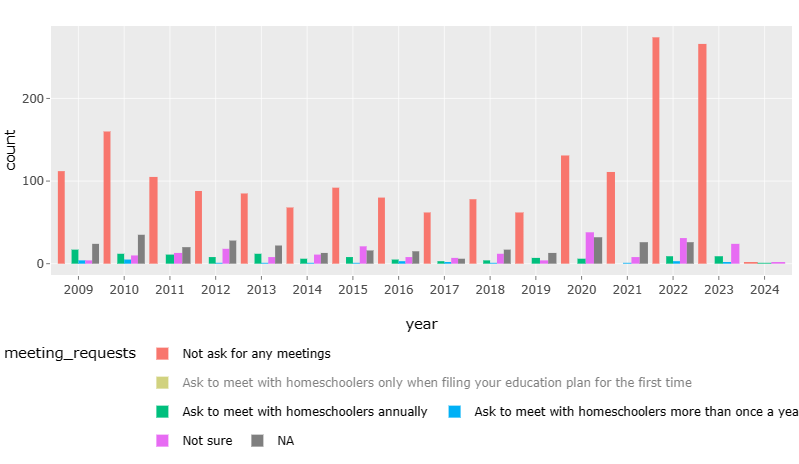 200
100
0
count
2009 2010 2011 2012 2013 2014 2015 2016 2017 2018 2019 2020 2021 2022 2023 2024
year
meeting_requests
Not ask for any meetings
Ask to meet with homeschoolers only when filing your education plan for the first time
Ask to meet with homeschoolers annually Ask to meet with homeschoolers more than once a yea
Not sure NA